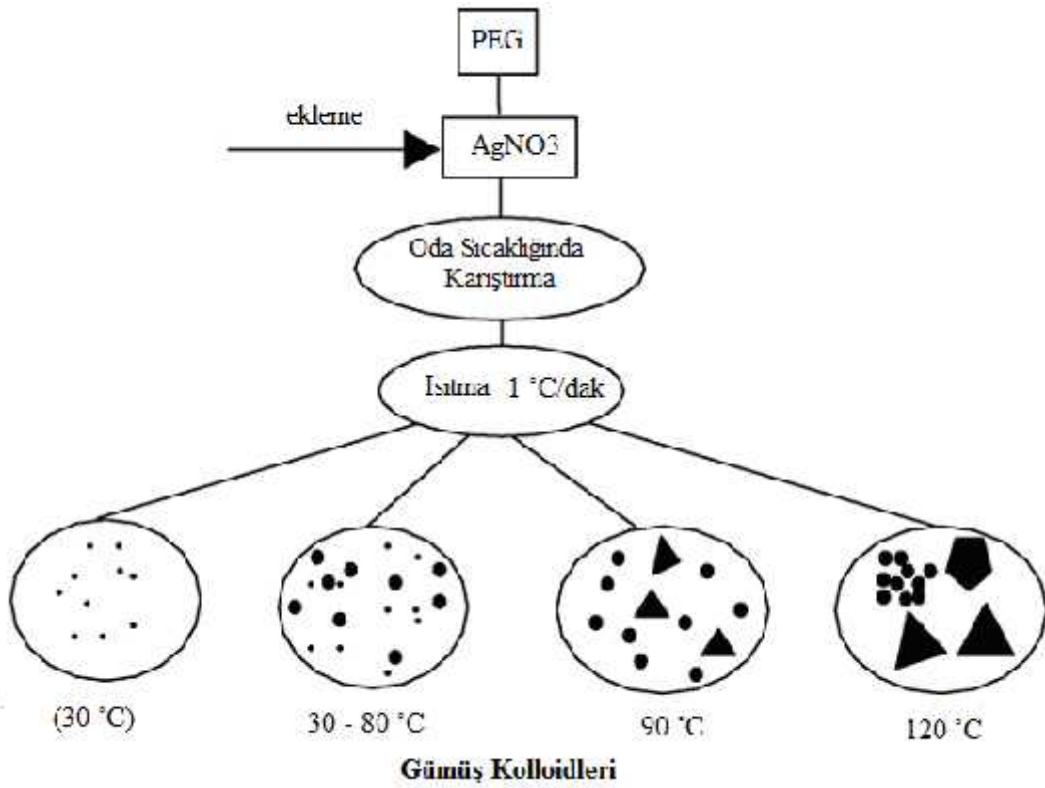 PEG
ekleme
AgNO3
Oda Sıcaklığında
Karıştırma
Isıtma 1 °C/dak
(30 °C)
30 - 80 °C
90 °C
120 °C
Gümüş Kolloidleri